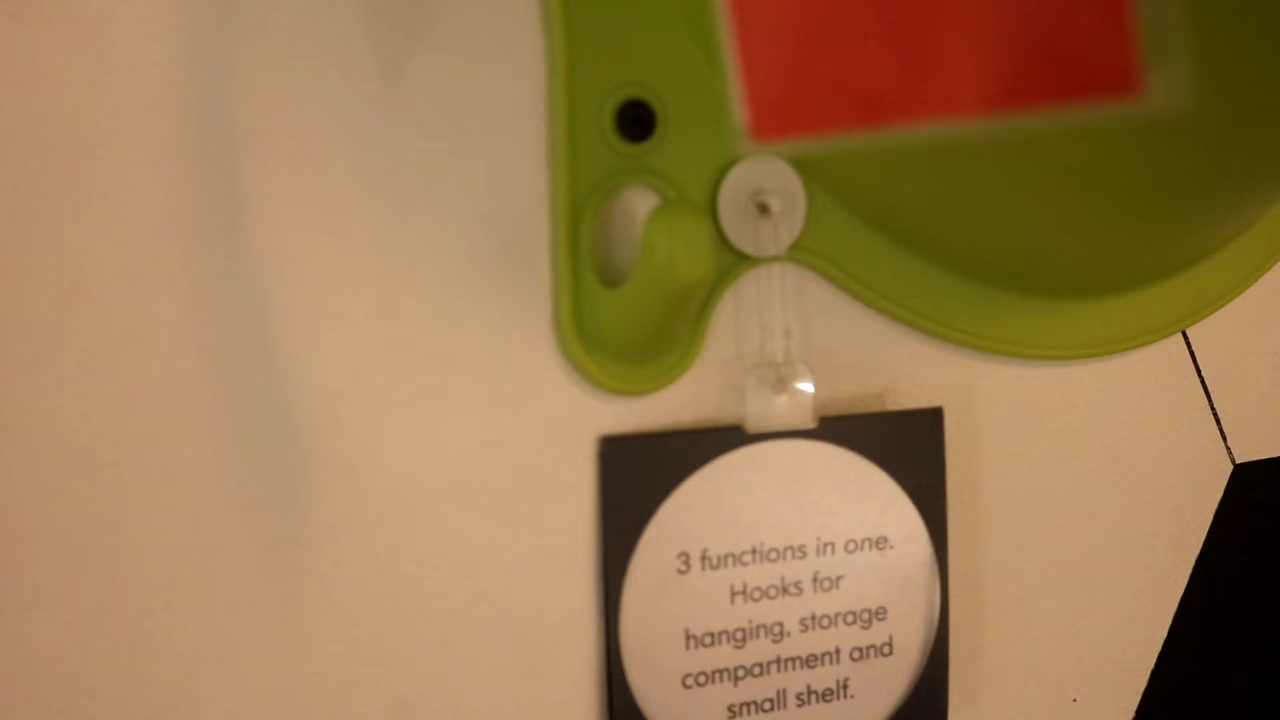 3 functions in one.
Hooks for
hanging, storage
compartment and
small shelf.